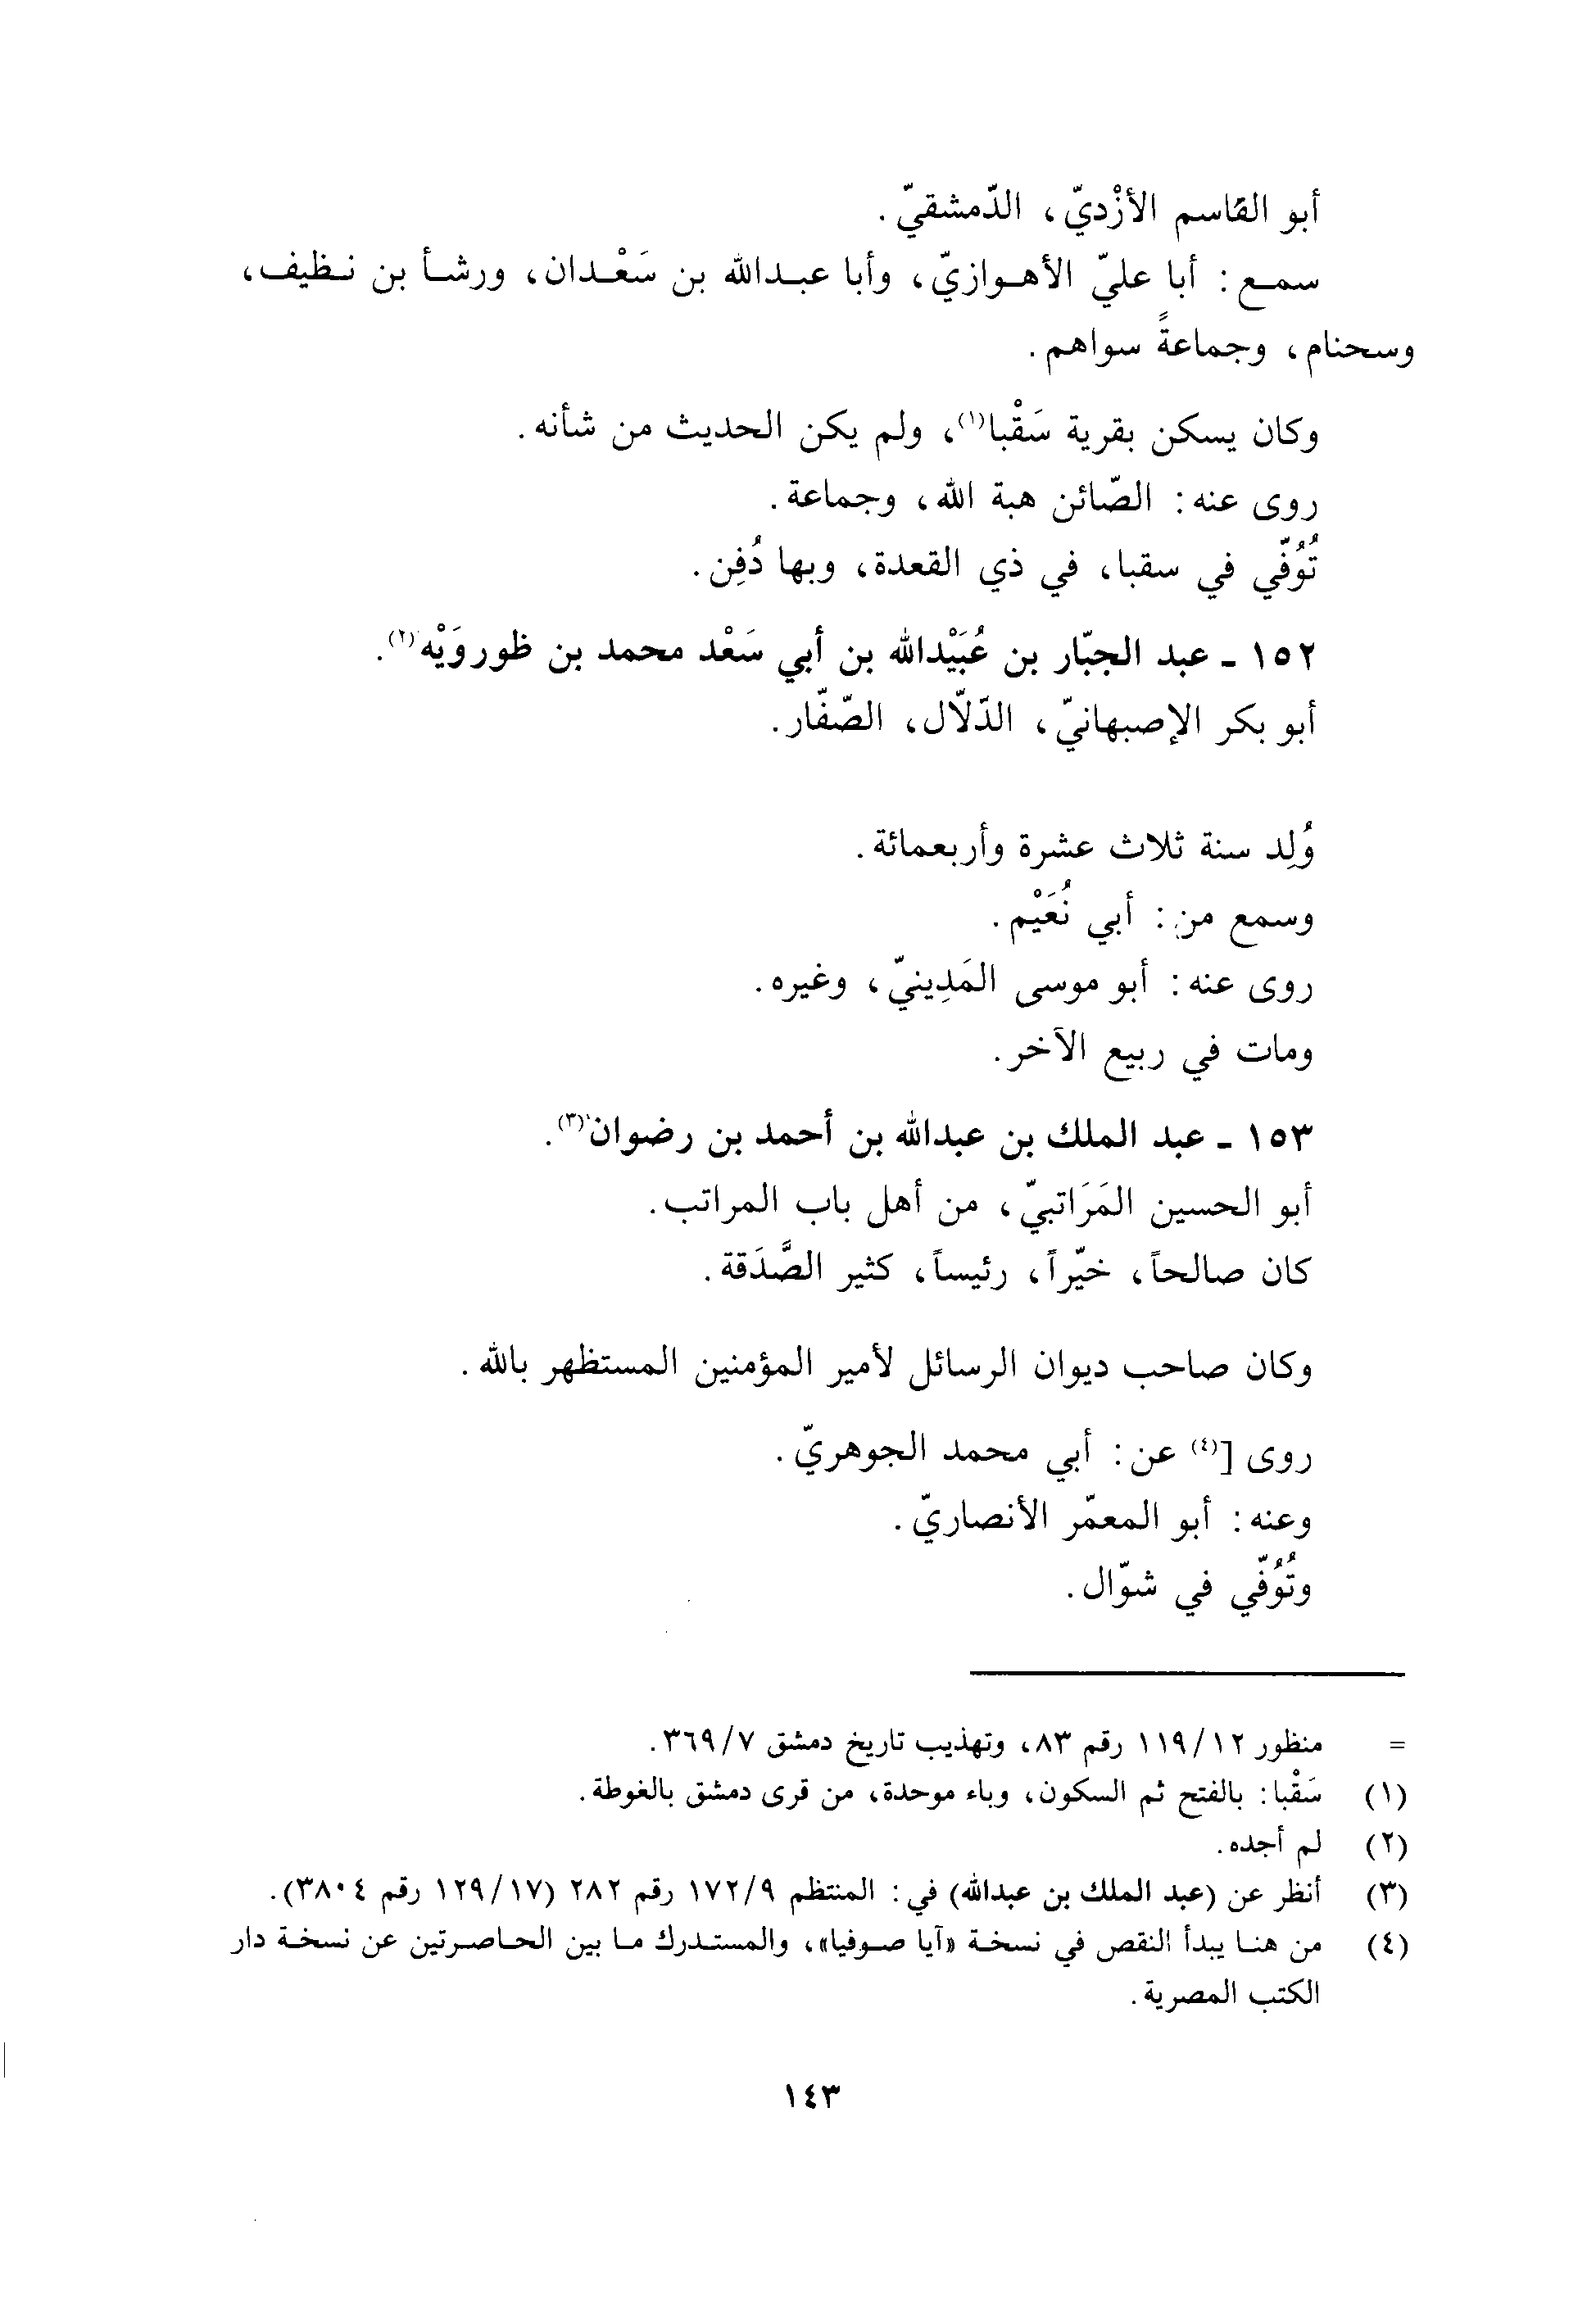 أبو القاسم الأزْديّ، الدّمشقيّ.
سمع: أبا عليّ الأهوازيّ، وأبا عبدالله بن سَعْدان، ورشأ بن نظيف،
وسحنام، وجماعةً سواهم.
وكان يسكن بقرية سَقْبا(١)، ولم يكن الحديث من شأنه.
روى عنه: الصّائن هبة الله، وجماعة.
تُوُفّي في سقبا، في ذي القعدة، وبها دُفِن.
١٥٢ ـ عبد الجبّار بن عُبَيْدالله بن أبي سَعْد محمد بن ظوروَيْه(٢).
أبو بكر الإصبهانيّ، الدّلّال، الصّفّار.
وُلِد سنة ثلاث عشرة وأربعمائة.
وسمع من: أبي نُعَيْم.
روى عنه: أبو موسى المَدِينيّ، وغيره.
ومات في ربيع الآخر.
١٥٣ ـ عبد الملك بن عبدالله بن أحمد بن رضوان(٣).
أبو الحسين المَرَاتبيّ، من أهل باب المراتب.
كان صالحاً، خيّراً، رئيساً، كثير الصَّدَقة.
وكان صاحب ديوان الرسائل لأمير المؤمنين المستظهر بالله.
روى [(٤) عن: أبي محمد الجوهريّ.
وعنه: أبو المعمّر الأنصاريّ.
وتُوُفّي في شوّال.
= منظور ١١٩/١٢ رقم ٨٣، وتهذيب تاريخ دمشق ٣٦٩/٧.
(١) سَقْبا: بالفتح ثم السكون، وباء موحدة، من قرى دمشق بالغوطة.
(٢) لم أجده.
(٣) أنظر عن (عبد الملك بن عبدالله) في: المنتظم ١٧٢/٩ رقم ٢٨٢ (١٢٩/١٧ رقم ٣٨٠٤).
(٤) من هنا يبدأ النقص في نسخة «آيا صوفيا»، والمستدرك ما بين الحاصرتين عن نسخة دار
الكتب المصرية.
١٤٣